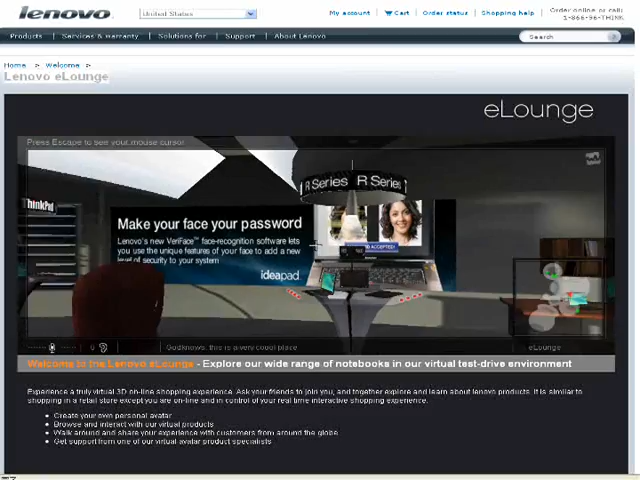 lenovo
United States
My account
Cart
Order status
Shopping help
Order online or call:
1-866-96-THINK
Products
Services & warranty
Solutions for
Support
About Lenovo
Search
Home > Welcome >
Lenovo eLounge
eLounge
Press Escape to see your mouse cursor
R Series R Series
ThinkPad
Make your face your password
Lenovo's new VeriFace™ face-recognition software lets
you use the unique features of your face to add a new
level of security to your system
ideapad
ACCEPTED!
Godknows: this is a very cool place
eLounge
Welcome to the Lenovo eLounge - Explore our wide range of notebooks in our virtual test-drive environment
Experience a truly virtual 3D on-line shopping experience. Ask your friends to join you, and together explore and learn about lenovo products. It is similar to
shopping in a retail store except you are on-line and in control of your real time interactive shopping experience.
Create your own personal avatar
Browse and interact with our virtual products
Walk around and share your experience with customers from around the globe
Get support from one of our virtual avatar product specialists